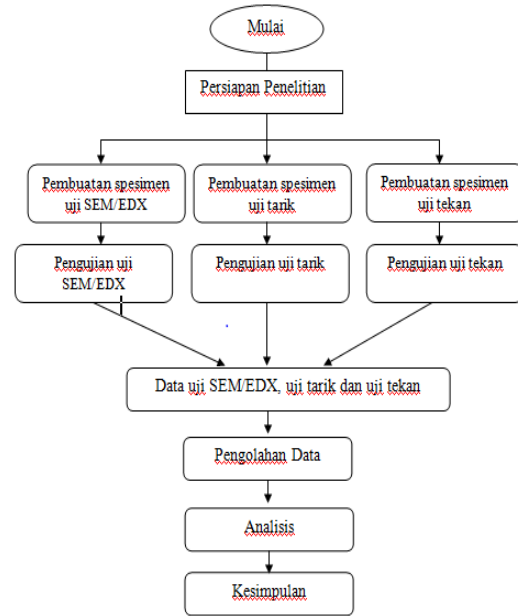 Mulai
Persiapan Penelitian
Pembuatan spesimen
uji SEM/EDX
Pembuatan spesimen
uji tarik
Pembuatan spesimen
uji tekan
Pengujian uji
SEM/EDX
Pengujian uji tarik
Pengujian uji tekan
Data uji SEM/EDX, uji tarik dan uji tekan
Pengolahan Data
Analisis
Kesimpulan